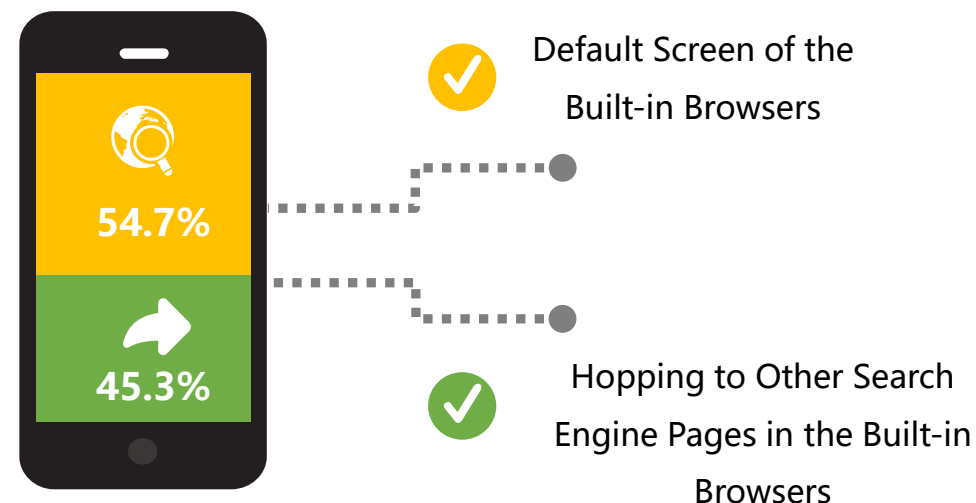 Default Screen of the
Built-in Browsers
54.7%
45.3%
Hopping to Other Search
Engine Pages in the Built-in
Browsers